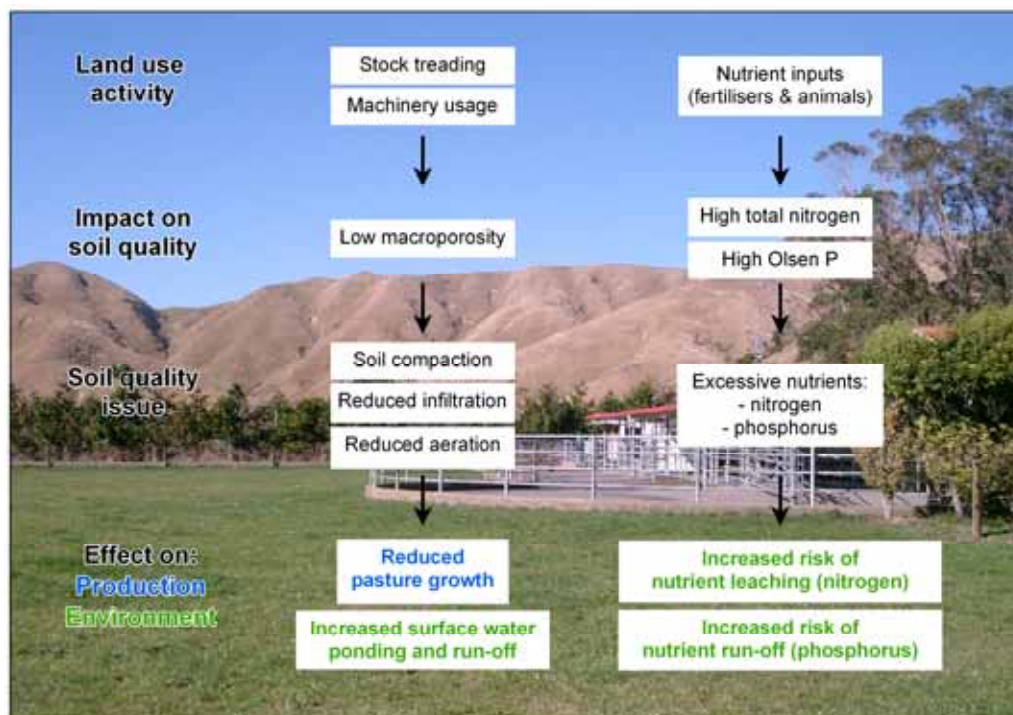 Land use
activity
Stock treading
Machinery usage
Nutrient inputs
(fertilisers & animals)
Impact on
soil quality
Low macroporosity
High total nitrogen
High Olsen P
Soil quality
issue
Soil compaction
Reduced infiltration
Reduced aeration
Excessive nutrients:
- nitrogen
- phosphorus
Effect on:
Production
Environment
Reduced
pasture growth
Increased surface water
ponding and run-off
Increased risk of
nutrient leaching (nitrogen)
Increased risk of
nutrient run-off (phosphorus)